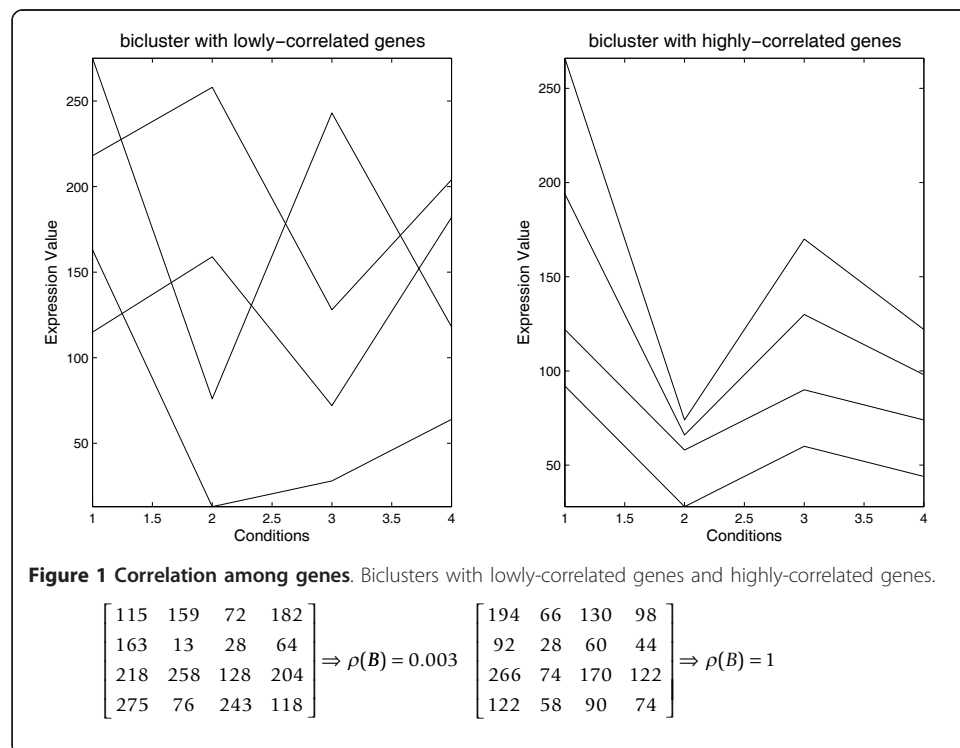 bicluster with lowly−correlated genes
250
200
150
100
50
1 1.5 2 2.5 3 3.5 4
Expression Value
Conditions
bicluster with highly−correlated genes
250
200
150
100
50
1 1.5 2 2.5 3 3.5 4
Expression Value
Conditions
Figure 1 Correlation among genes. Biclusters with lowly-correlated genes and highly-correlated genes.
115 159 72 182
163 13 28 64
218 258 128 204
275 76 243 118
⇒ ρ(B) = 0.003
194 66 130 98
92 28 60 44
266 74 170 122
122 58 90 74
⇒ ρ(B) = 1